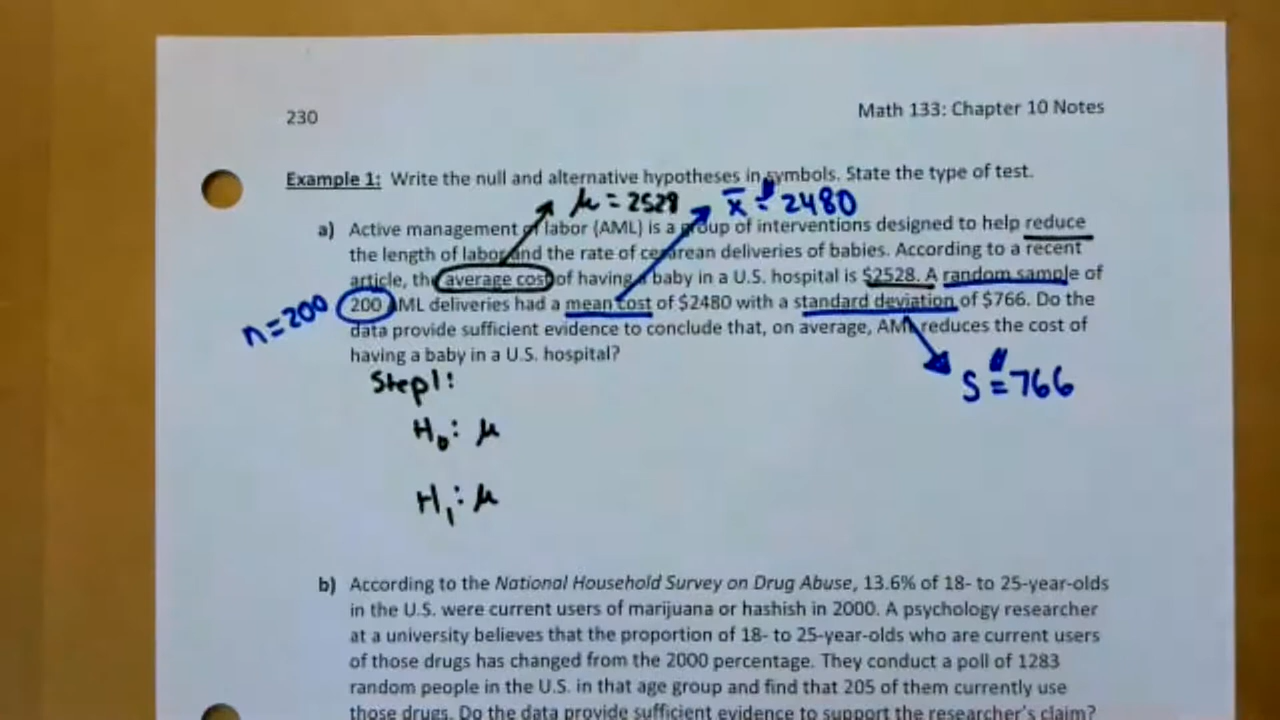 230
Math 133: Chapter 10 Notes
Example 1: Write the null and alternative hypotheses in symbols. State the type of test.
μ = 2528 x̄ = 2480
a) Active management of labor (AML) is a group of interventions designed to help reduce
the length of labor and the rate of cesarean deliveries of babies. According to a recent
article, the average cost of having a baby in a U.S. hospital is $2528. A random sample of
n=200
200 AML deliveries had a mean cost of $2480 with a standard deviation of $766. Do the
data provide sufficient evidence to conclude that, on average, AML reduces the cost of
having a baby in a U.S. hospital?
Step1:
S = 766
H₀: μ
H₁: μ
b) According to the National Household Survey on Drug Abuse, 13.6% of 18- to 25-year-olds
in the U.S. were current users of marijuana or hashish in 2000. A psychology researcher
at a university believes that the proportion of 18- to 25-year-olds who are current users
of those drugs has changed from the 2000 percentage. They conduct a poll of 1283
random people in the U.S. in that age group and find that 205 of them currently use
those drugs. Do the data provide sufficient evidence to support the researcher's claim?